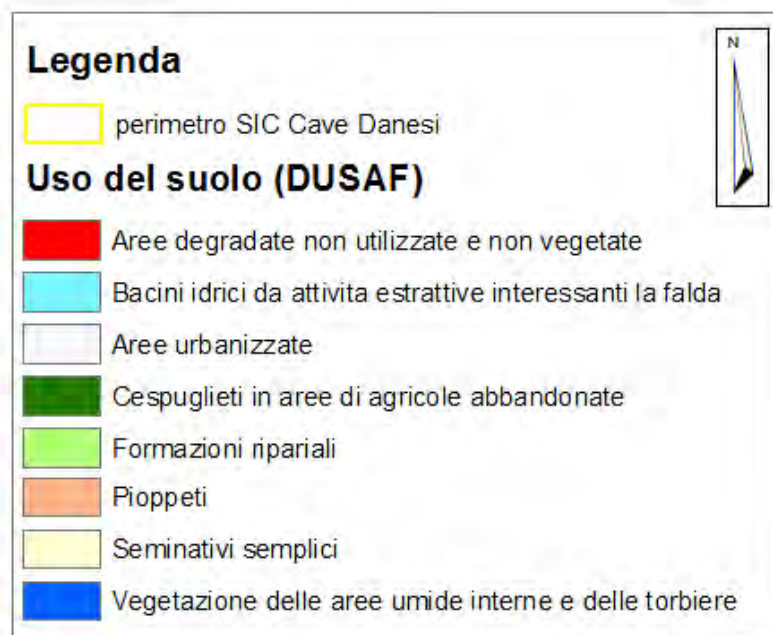 Legenda
N
perimetro SIC Cave Danesi
Uso del suolo (DUSAF)
Aree degradate non utilizzate e non vegetate
Bacini idrici da attivita estrattive interessanti la falda
Aree urbanizzate
Cespuglieti in aree di agricole abbandonate
Formazioni ripariali
Pioppeti
Seminativi semplici
Vegetazione delle aree umide interne e delle torbiere